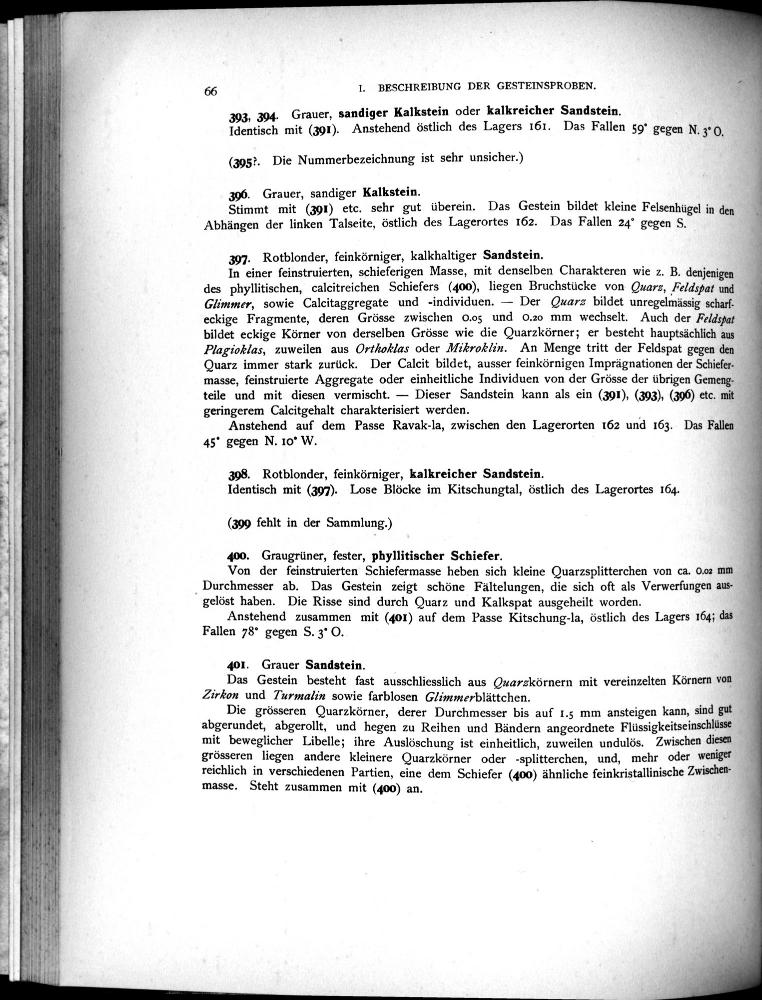 66
I. BESCHREIBUNG DER GESTEINSPROBEN.
393, 394. Grauer, sandiger Kalkstein oder kalkreicher Sandstein.
Identisch mit (391). Anstehend östlich des Lagers 161. Das Fallen 59° gegen N. 3° O.
(395?. Die Nummerbezeichnung ist sehr unsicher.)
396. Grauer, sandiger Kalkstein.
Stimmt mit (391) etc. sehr gut überein. Das Gestein bildet kleine Felsenhügel in den
Abhängen der linken Talseite, östlich des Lagerortes 162. Das Fallen 24° gegen S.
397. Rotblonder, feinkörniger, kalkhaltiger Sandstein.
In einer feinstruierten, schieferigen Masse, mit denselben Charakteren wie z. B. denjenigen
des phyllitischen, calcitreichen Schiefers (400), liegen Bruchstücke von Quarz, Feldspat und
Glimmer, sowie Calcitaggregate und -individuen. — Der Quarz bildet unregelmässig scharf-
eckige Fragmente, deren Grösse zwischen 0.05 und 0.20 mm wechselt. Auch der Feldspat
bildet eckige Körner von derselben Grösse wie die Quarzkörner; er besteht hauptsächlich aus
Plagioklas, zuweilen aus Orthoklas oder Mikroklin. An Menge tritt der Feldspat gegen den
Quarz immer stark zurück. Der Calcit bildet, ausser feinkörnigen Imprägnationen der Schiefer-
masse, feinstruierte Aggregate oder einheitliche Individuen von der Grösse der übrigen Gemeng-
teile und mit diesen vermischt. — Dieser Sandstein kann als ein (391), (393), (396) etc. mit
geringerem Calcitgehalt charakterisiert werden.
Anstehend auf dem Passe Ravak-la, zwischen den Lagerorten 162 und 163. Das Fallen
45° gegen N. 10° W.
398. Rotblonder, feinkörniger, kalkreicher Sandstein.
Identisch mit (397). Lose Blöcke im Kitschungtal, östlich des Lagerortes 164.
(399 fehlt in der Sammlung.)
400. Graugrüner, fester, phyllitischer Schiefer.
Von der feinstruierten Schiefermasse heben sich kleine Quarzsplitterchen von ca. 0.02 mm
Durchmesser ab. Das Gestein zeigt schöne Fältelungen, die sich oft als Verwerfungen aus-
gelöst haben. Die Risse sind durch Quarz und Kalkspat ausgeheilt worden.
Anstehend zusammen mit (401) auf dem Passe Kitschung-la, östlich des Lagers 164; das
Fallen 78° gegen S. 3° O.
401. Grauer Sandstein.
Das Gestein besteht fast ausschliesslich aus Quarzkörnern mit vereinzelten Körnern von
Zirkon und Turmalin sowie farblosen Glimmerblättchen.
Die grösseren Quarzkörner, derer Durchmesser bis auf 1.5 mm ansteigen kann, sind gut
abgerundet, abgerollt, und hegen zu Reihen und Bändern angeordnete Flüssigkeitseinschlüsse
mit beweglicher Libelle; ihre Auslöschung ist einheitlich, zuweilen undulös. Zwischen diesen
grösseren liegen andere kleinere Quarzkörner oder -splitterchen, und, mehr oder weniger
reichlich in verschiedenen Partien, eine dem Schiefer (400) ähnliche feinkristallinische Zwischen-
masse. Steht zusammen mit (400) an.